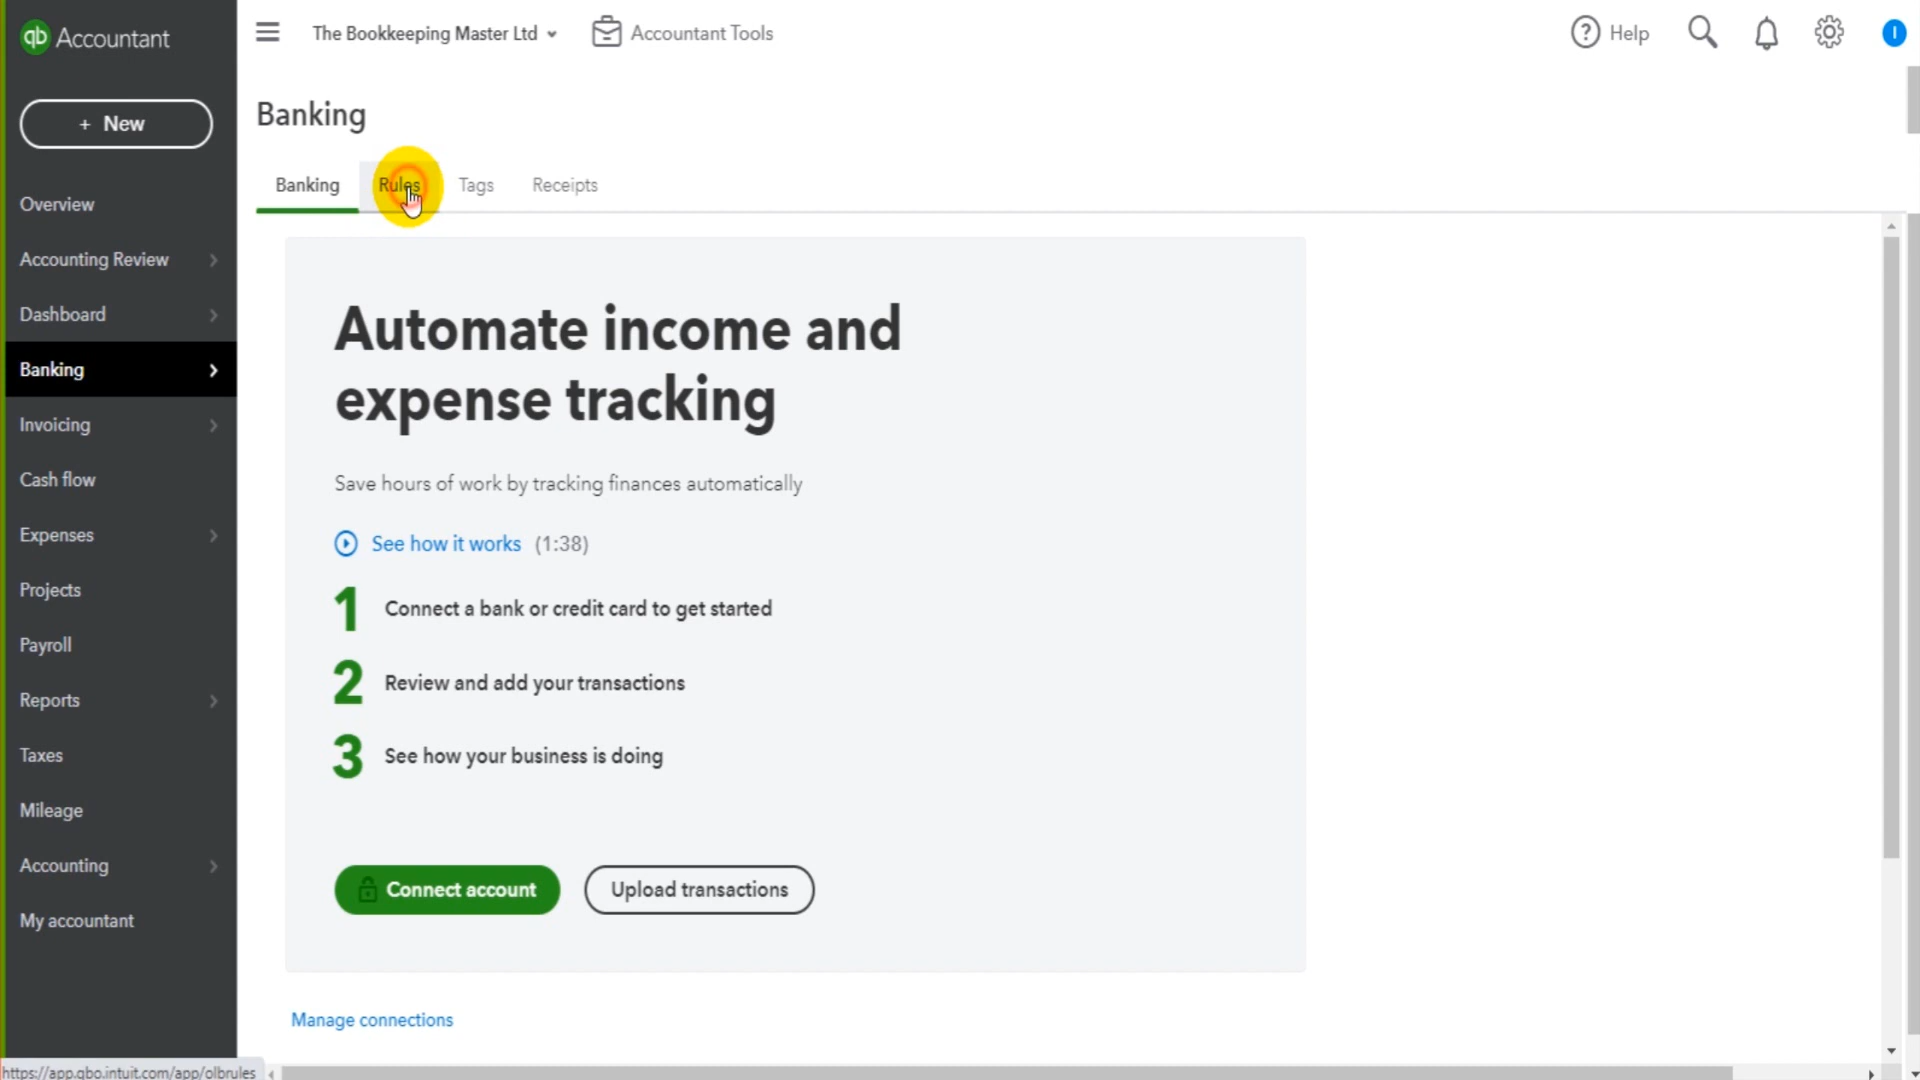 qb Accountant
+ New
Overview
Accounting Review
Dashboard
Banking
Invoicing
Cash flow
Expenses
Projects
Payroll
Reports
Taxes
Mileage
Accounting
My accountant
The Bookkeeping Master Ltd
Accountant Tools
? Help
I
Banking
Banking Rules Tags Receipts
Automate income and
expense tracking
Save hours of work by tracking finances automatically
See how it works (1:38)
1 Connect a bank or credit card to get started
2 Review and add your transactions
3 See how your business is doing
Connect account Upload transactions
Manage connections
https://app.qbo.intuit.com/app/olbrules